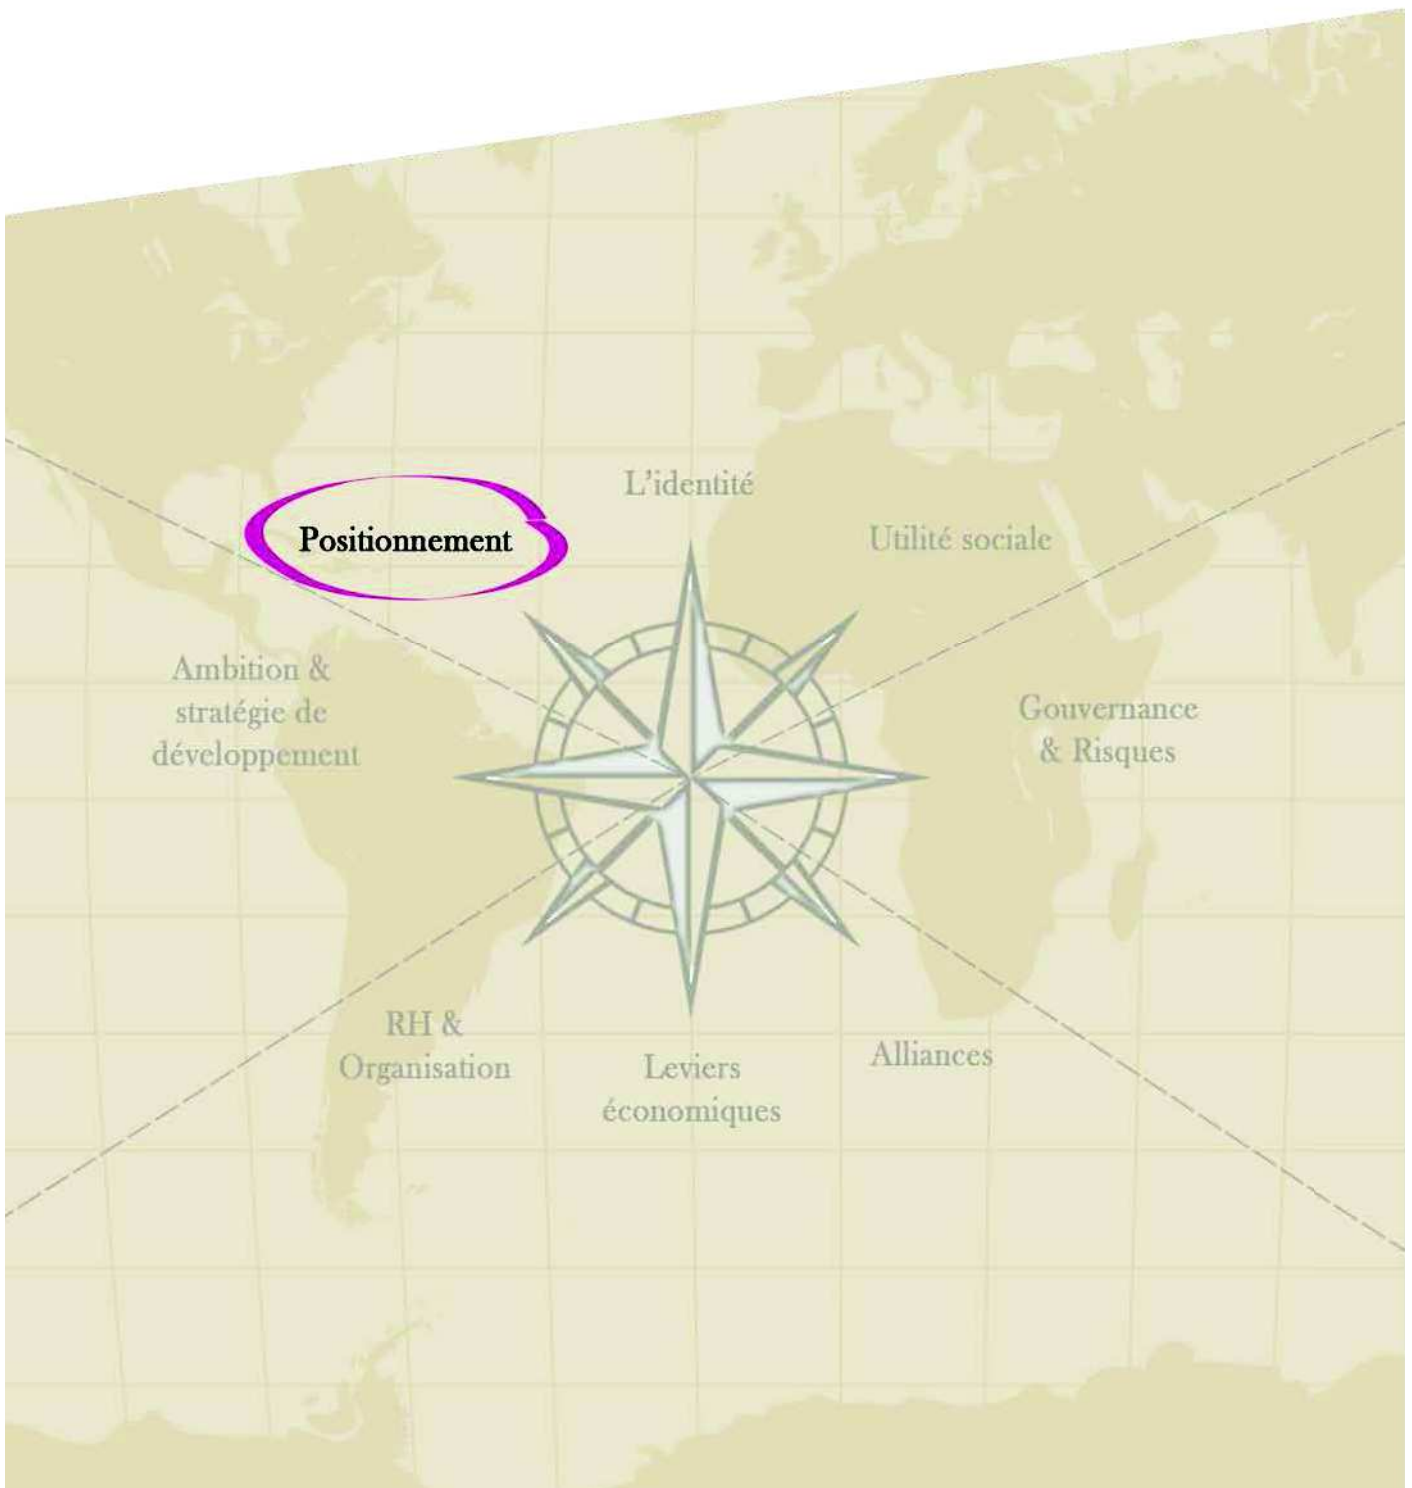 L'identité
Positionnement
Utilité sociale
Ambition &
stratégie de
développement
Gouvernance
& Risques
RH &
Organisation
Leviers
économiques
Alliances